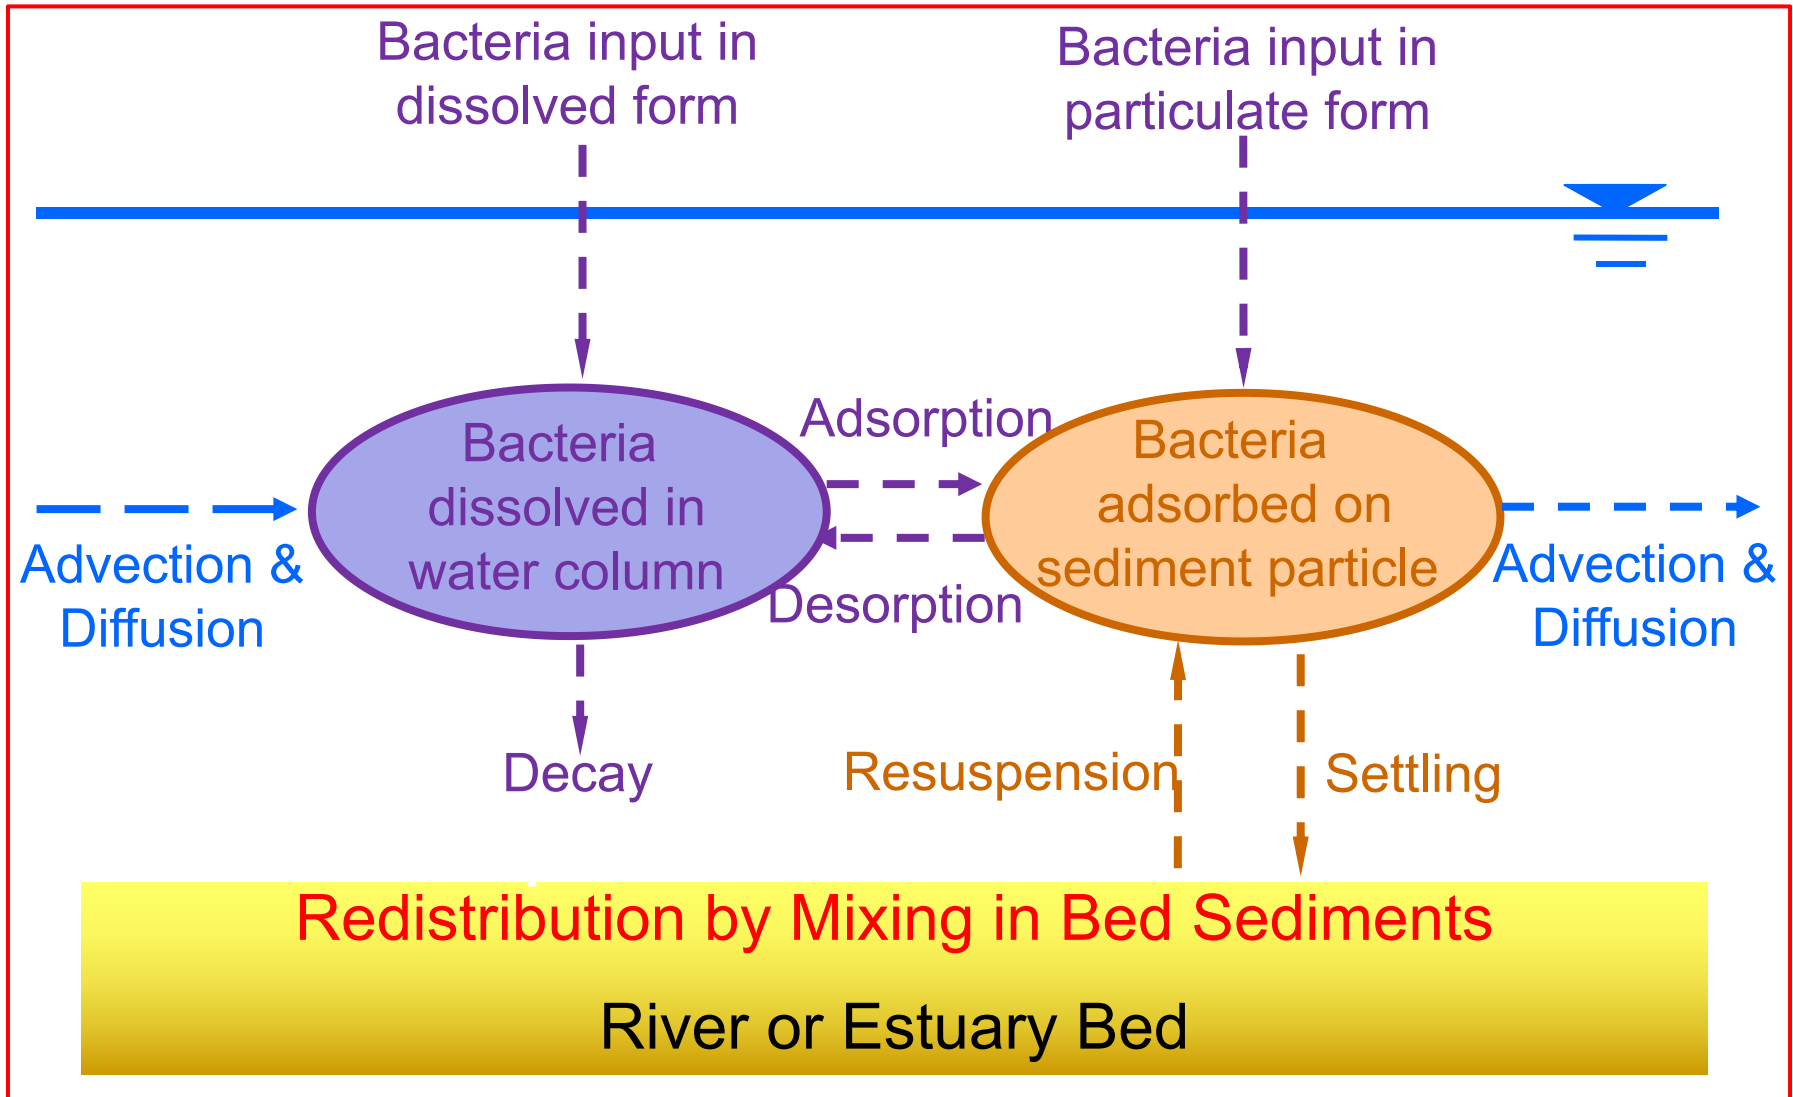 Bacteria input in
dissolved form
Bacteria input in
particulate form
Adsorption
Bacteria
dissolved in
water column
Bacteria
adsorbed on
sediment particle
Advection &
Diffusion
Desorption
Advection &
Diffusion
Decay
Resuspension
Settling
Redistribution by Mixing in Bed Sediments
River or Estuary Bed